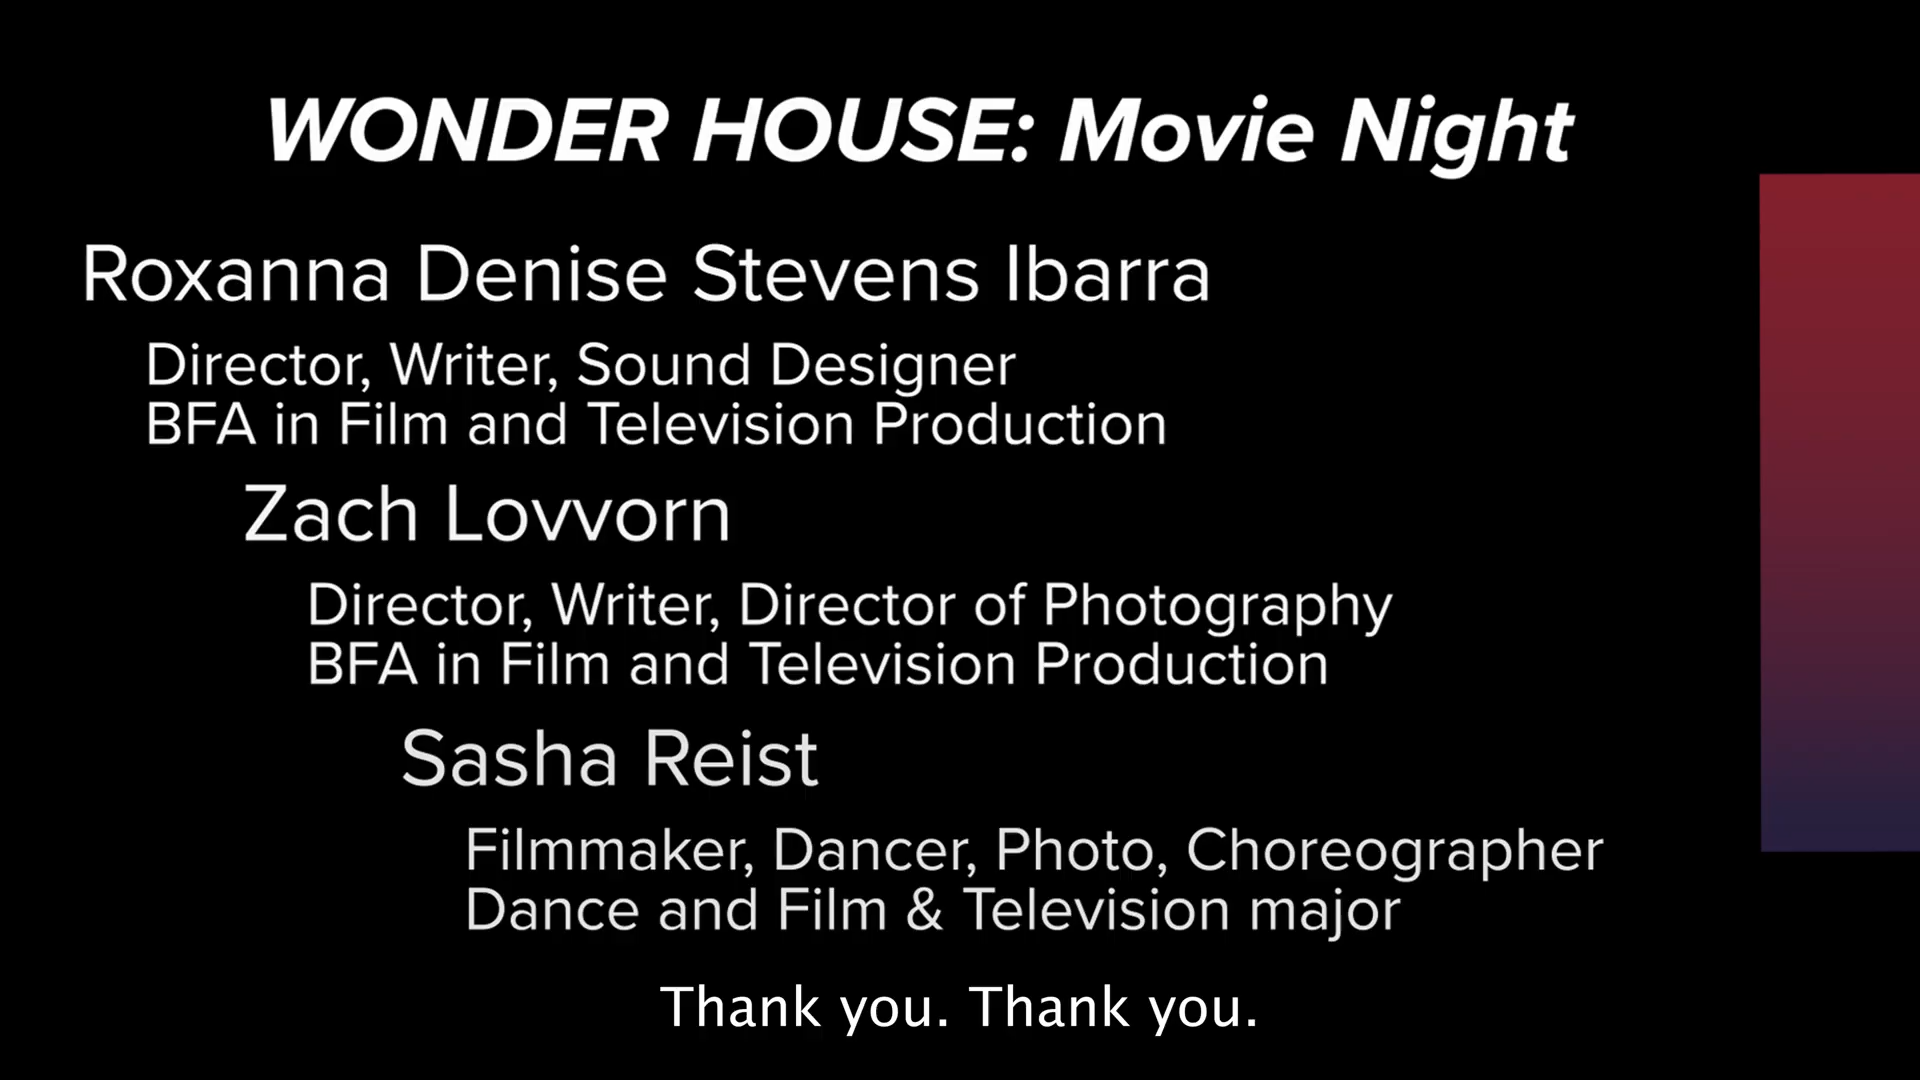 WONDER HOUSE: Movie Night
Roxanna Denise Stevens Ibarra
Director, Writer, Sound Designer
BFA in Film and Television Production
Zach Lovvorn
Director, Writer, Director of Photography
BFA in Film and Television Production
Sasha Reist
Filmmaker, Dancer, Photo, Choreographer
Dance and Film & Television major
Thank you. Thank you.